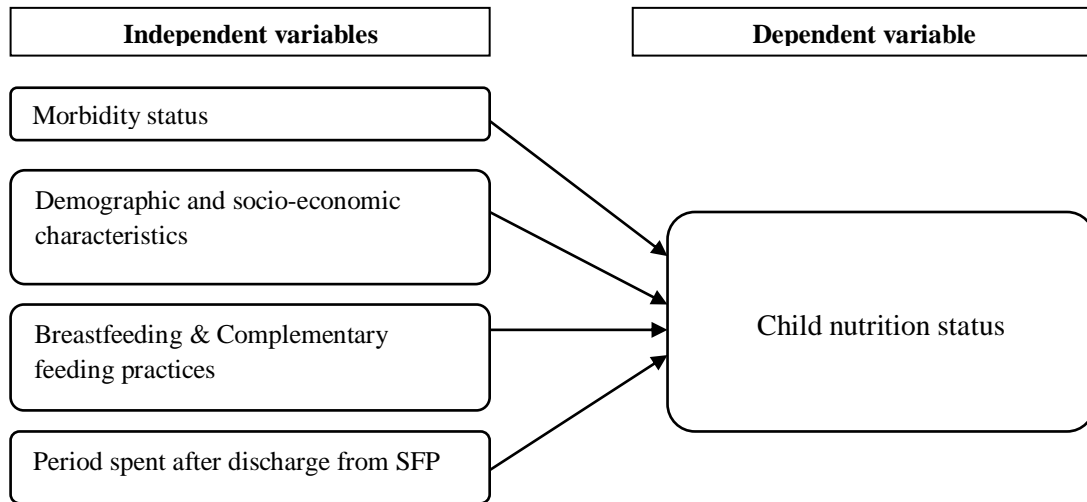 Independent variables
Dependent variable
Morbidity status
Demographic and socio-economic
characteristics
Breastfeeding & Complementary
feeding practices
Period spent after discharge from SFP
Child nutrition status